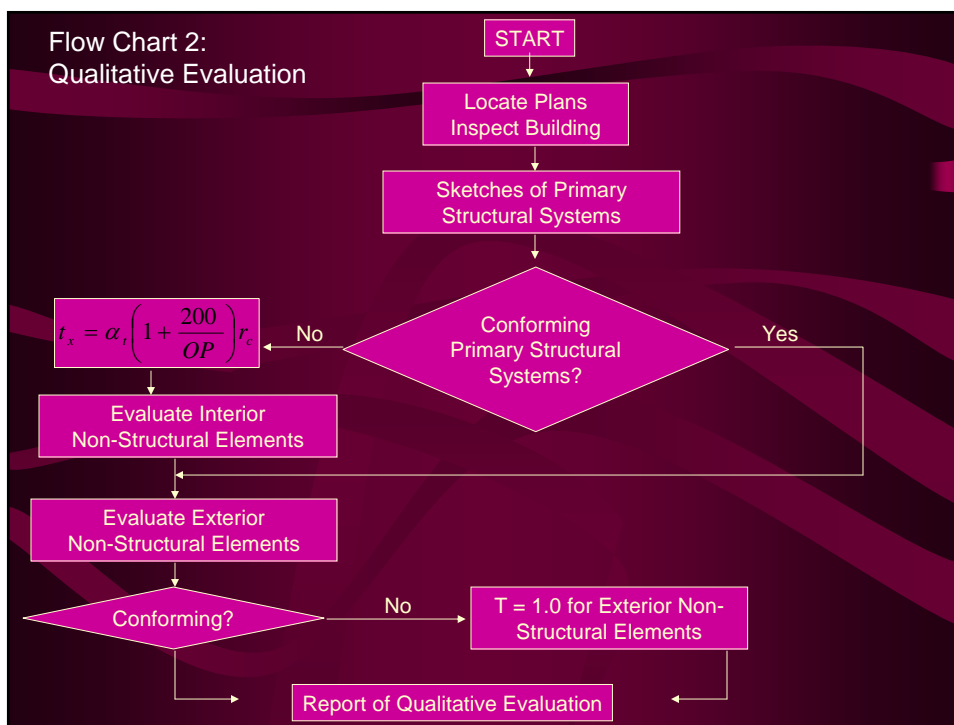 Flow Chart 2:
Qualitative Evaluation
START
Locate Plans
Inspect Building
Sketches of Primary
Structural Systems
Conforming
Primary Structural
Systems?
No
Yes
t_x = α_t(1 + 200/OP)r_c
Evaluate Interior
Non-Structural Elements
Evaluate Exterior
Non-Structural Elements
Conforming?
No
T = 1.0 for Exterior Non-
Structural Elements
Report of Qualitative Evaluation